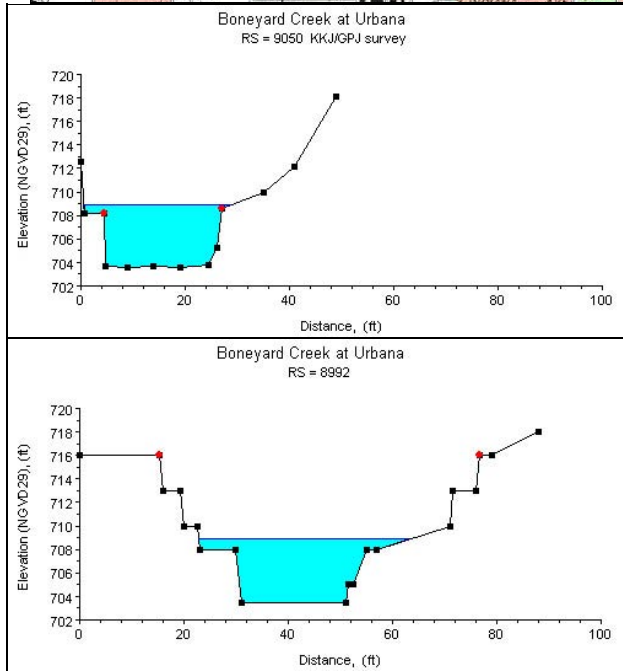 Boneyard Creek at Urbana
RS = 9050 KKJ/GPJ survey
720
718
716
714
712
710
708
706
704
702
Elevation (NGVD29), (ft)
0 20 40 60 80 100
Distance, (ft)
Boneyard Creek at Urbana
RS = 8992
720
718
716
714
713
710
708
706
704
702
Elevation (NGVD29), (ft)
0 20 40 60 80 100
Distance, (ft)